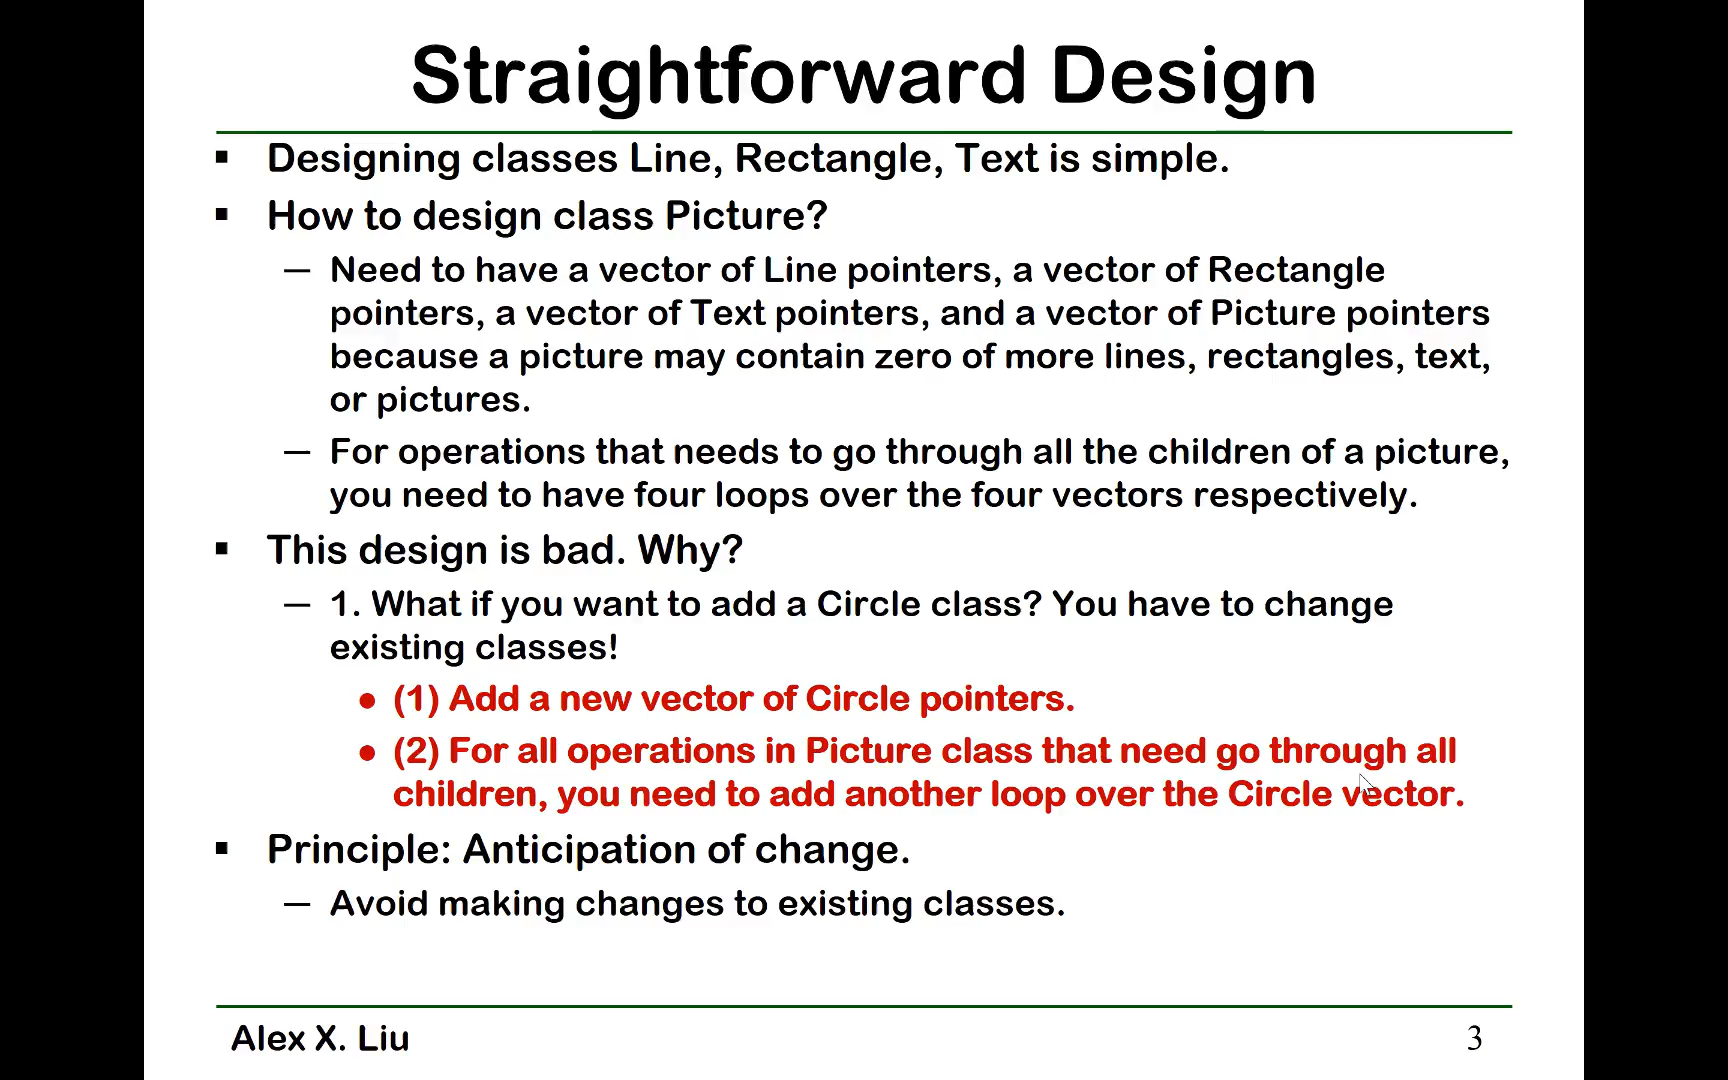 Straightforward Design
▪ Designing classes Line, Rectangle, Text is simple.
▪ How to design class Picture?
— Need to have a vector of Line pointers, a vector of Rectangle
pointers, a vector of Text pointers, and a vector of Picture pointers
because a picture may contain zero of more lines, rectangles, text,
or pictures.
— For operations that needs to go through all the children of a picture,
you need to have four loops over the four vectors respectively.
▪ This design is bad. Why?
— 1. What if you want to add a Circle class? You have to change
existing classes!
● (1) Add a new vector of Circle pointers.
● (2) For all operations in Picture class that need go through all
children, you need to add another loop over the Circle vector.
▪ Principle: Anticipation of change.
— Avoid making changes to existing classes.
Alex X. Liu
3